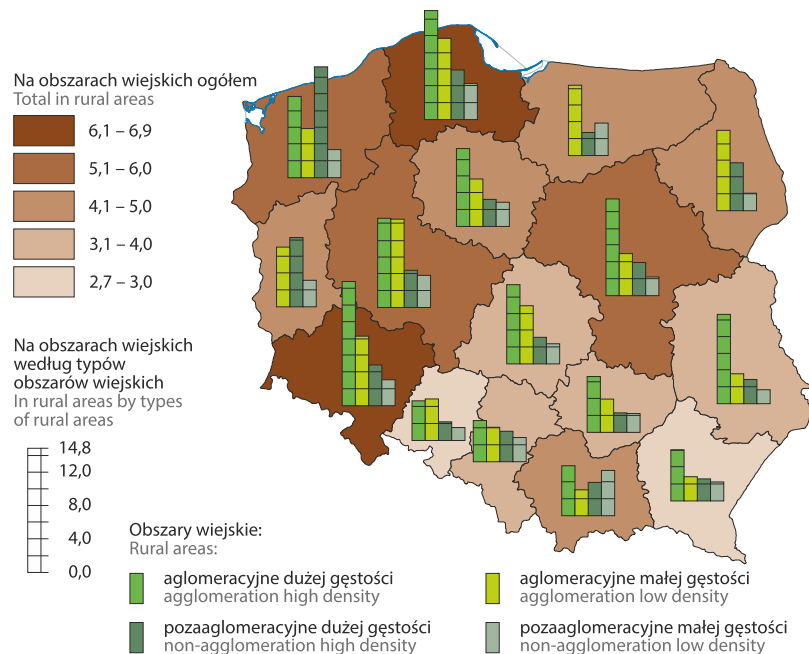 Na obszarach wiejskich ogółem
Total in rural areas
6,1 – 6,9
5,1 – 6,0
4,1 – 5,0
3,1 – 4,0
2,7 – 3,0
Na obszarach wiejskich
według typów
obszarów wiejskich
In rural areas by types
of rural areas
14,8
12,0
8,0
4,0
0,0
Obszary wiejskie:
Rural areas:
aglomeracyjne dużej gęstości
agglomeration high density
aglomeracyjne małej gęstości
agglomeration low density
pozaaglomeracyjne dużej gęstości
non-agglomeration high density
pozaaglomeracyjne małej gęstości
non-agglomeration low density